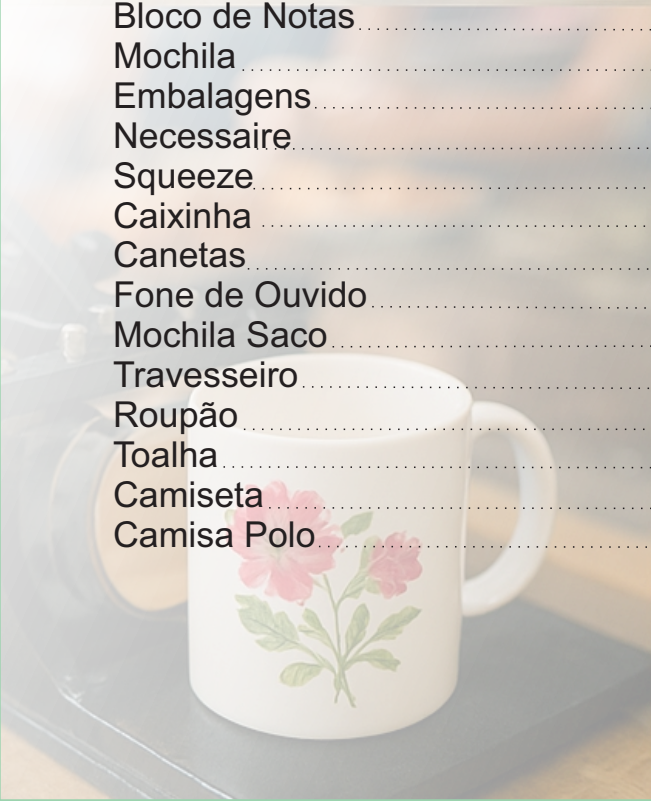 Bloco de Notas
Mochila
Embalagens
Necessaire
Squeeze
Caixinha
Canetas
Fone de Ouvido
Mochila Saco
Travesseiro
Roupão
Toalha
Camiseta
Camisa Polo